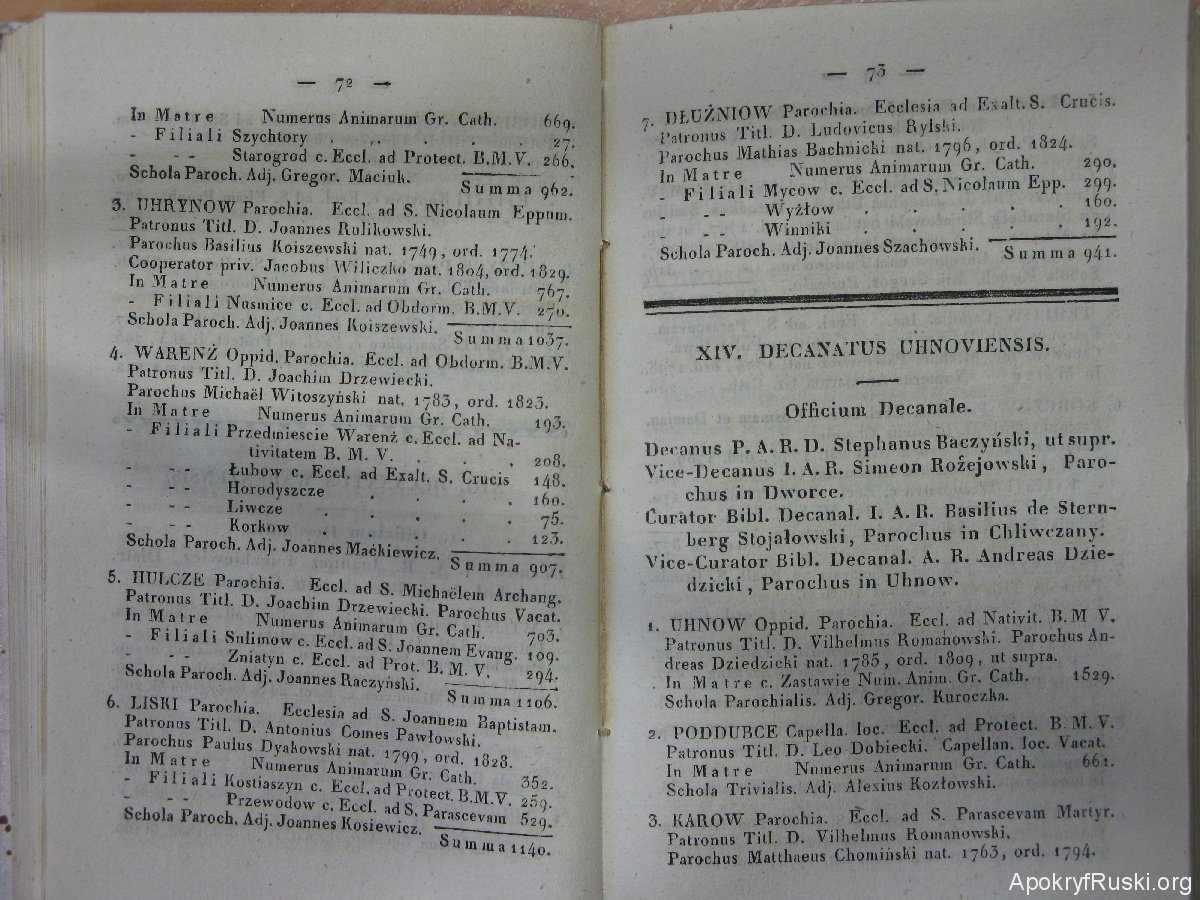 — 72 —
In Matre Numerus Animarum Gr. Cath. 669.
- Filiali Szychtory . . . . . 27.
- - - Starogrod c. Eccl. ad Protect. B.M.V. 266.
Schola Paroch. Adj. Gregor. Maciuk.
Summa 962.
3. UHRYNOW Parochia. Eccl. ad S. Nicolaum Eppum.
Patronus Titl. D. Joannes Rulikowski.
Parochus Basilius Koiszewski nat. 1749, ord. 1774.
Cooperator priv. Jacobus Wiliczko nat. 1804, ord. 1829.
In Matre Numerus Animarum Gr. Cath. 767.
- Filiali Nusmice c. Eccl. ad Obdorm. B.M.V. 270.
Schola Paroch. Adj. Joannes Koiszewski.
Summa 1037.
4. WARENŻ Oppid. Parochia. Eccl. ad Obdorm. B.M.V.
Patronus Titl. D. Joachim Drzewiecki.
Parochus Michaël Witoszyński nat. 1783, ord. 1823.
In Matre Numerus Animarum Gr. Cath. 193.
- Filiali Przedmiescie Warenż c. Eccl. ad Na-
tivitatem B. M. V. . . . . 208.
- - - Łubow c. Eccl. ad Exalt. S. Crucis 148.
- - - Horodyszcze . . . . 160.
- - - Liwcze . . . . . 75.
- - - Korkow . . . . . 123.
Schola Paroch. Adj. Joannes Maćkiewicz.
Summa 907.
5. HULCZE Parochia. Eccl. ad S. Michaëlem Archang.
Patronus Titl. D. Joachim Drzewiecki. Parochus Vacat.
In Matre Numerus Animarum Gr. Cath. 703.
- Filiali Sulimow c. Eccl. ad S. Joannem Evang. 109.
- - - Zniatyn c. Eccl. ad Prot. B. M. V. 294.
Schola Paroch. Adj. Joannes Raczyński.
Summa 1106.
6. LISKI Parochia. Ecclesia ad S. Joannem Baptistam.
Patronus Titl. D. Antonius Comes Pawłowski.
Parochus Paulus Dyakowski nat. 1799, ord. 1828.
In Matre Numerus Animarum Gr. Cath. 352.
- Filiali Kostiaszyn c. Eccl. ad Protect. B.M.V. 259.
- - - Przewodow c. Eccl. ad S. Parascevam 529.
Schola Paroch. Adj. Joannes Kosiewicz.
Summa 1140.
— 73 —
7. DŁUŻNIOW Parochia. Ecclesia ad Exalt. S. Crucis.
Patronus Titl. D. Ludovicus Rylski.
Parochus Mathias Bachnicki nat. 1796, ord. 1824.
In Matre Numerus Animarum Gr. Cath. 290.
- Filiali Mycow c. Eccl. ad S. Nicolaum Epp. 299.
- - - Wyżłow . . . . . 160.
- - - Winniki . . . . . 192.
Schola Paroch. Adj. Joannes Szachowski.
Summa 941.
XIV. DECANATUS UHNOVIENSIS.
Officium Decanale.
Decanus P. A. R. D. Stephanus Baczyński, ut supr.
Vice-Decanus I. A. R. Simeon Rożejowski, Paro-
chus in Dworce.
Curator Bibl. Decanal. I. A. R. Basilius de Stern-
berg Stojałowski, Parochus in Chliwczany.
Vice-Curator Bibl. Decanal. A. R. Andreas Dzie-
dzicki, Parochus in Uhnow.
1. UHNOW Oppid. Parochia. Eccl. ad Nativit. B. M V.
Patronus Titl. D. Vilhelmus Romanowski. Parochus An-
dreas Dziedzicki nat. 1785, ord. 1809, ut supra.
In Matre c. Zastawie Num. Anim. Gr. Cath. 1529.
Schola Parochialis. Adj. Gregor. Kuroczka.
2. PODDUBCE Capella. loc. Eccl. ad Protect. B. M. V.
Patronus Titl. D. Leo Dobiecki. Capellan. loc. Vacat.
In Matre Numerus Animarum Gr. Cath. 661.
Schola Trivialis. Adj. Alexius Kozłowski.
3. KAROW Parochia. Eccl. ad S. Parascevam Martyr.
Patronus Titl. D. Vilhelmus Romanowski.
Parochus Matthaeus Chomiński nat. 1763, ord. 1794.
ApokryfRuski.org